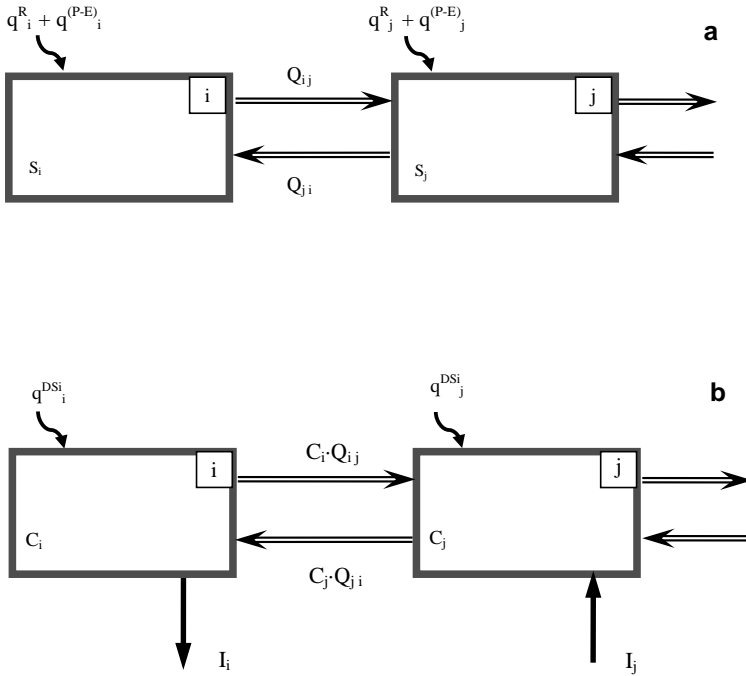 q^R_i + q^(P-E)_i
q^R_j + q^(P-E)_j
a
i
Q_ij
j
S_i
S_j
Q_ji
q^DSi_i
q^DSi_j
b
i
C_i·Q_ij
j
C_i
C_j
C_j·Q_ji
I_i
I_j